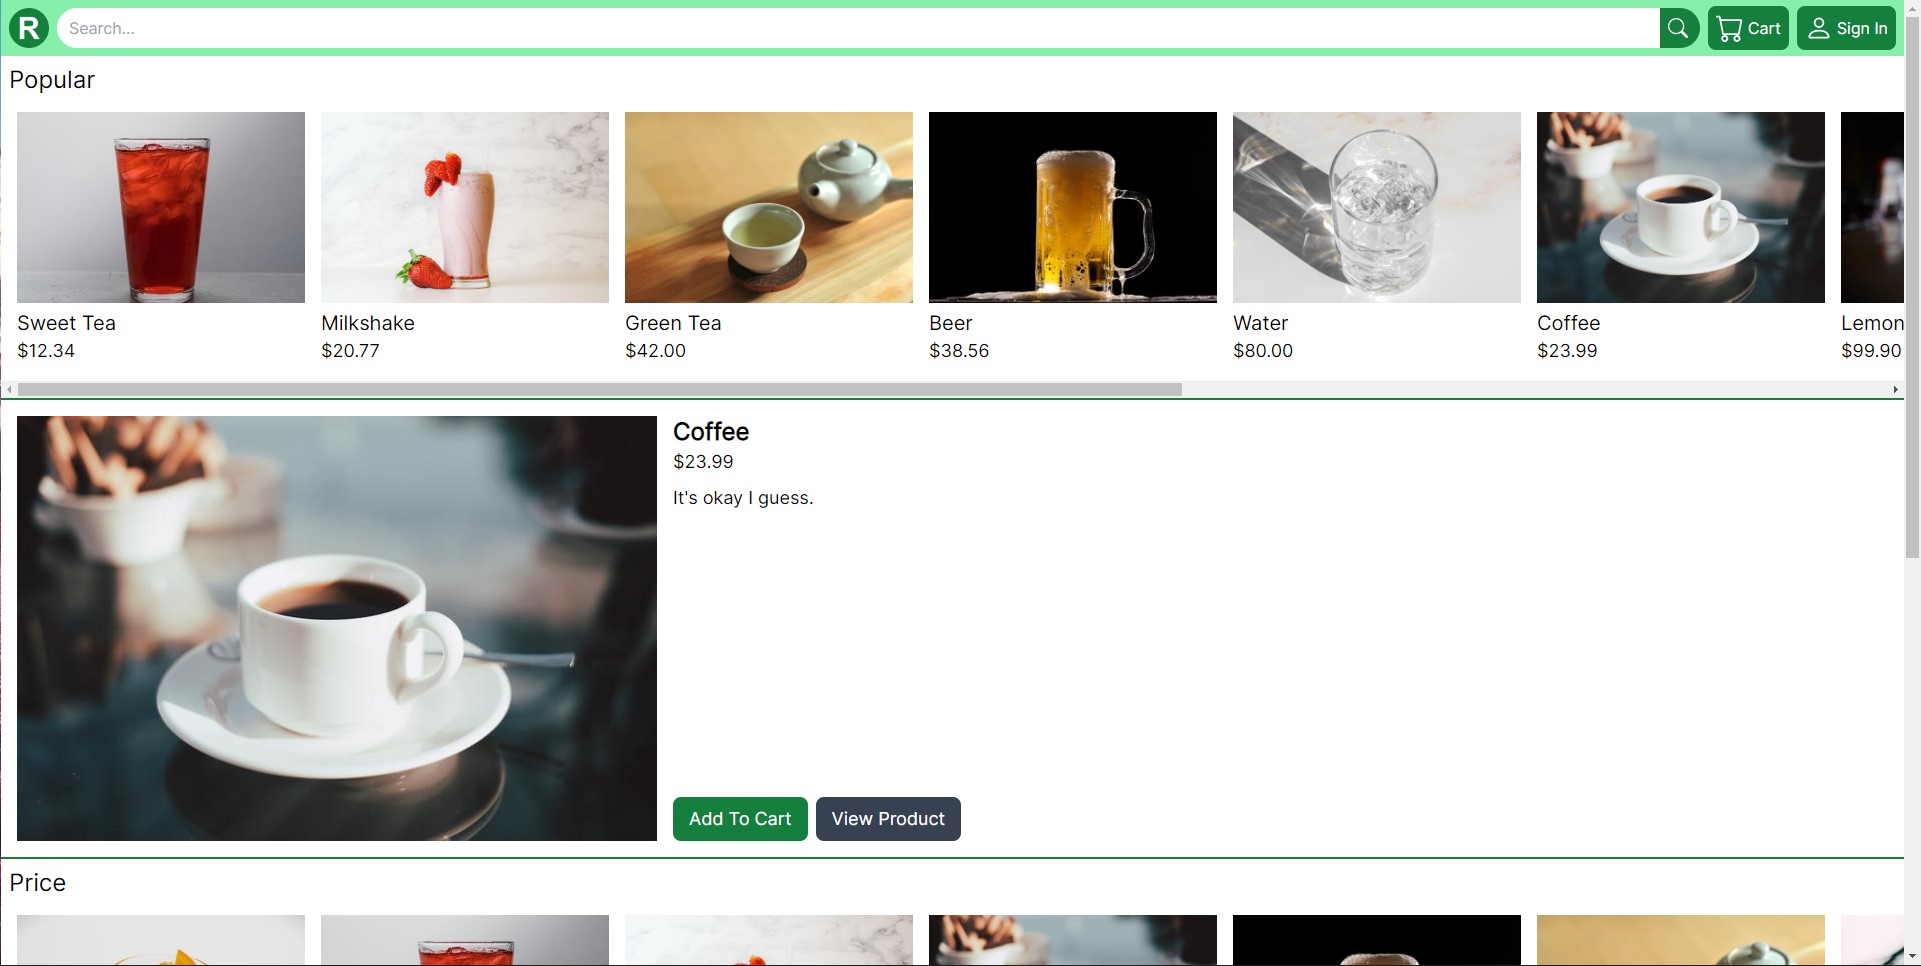 R
Search...
Cart
Sign In
Popular
Sweet Tea
$12.34
Milkshake
$20.77
Green Tea
$42.00
Beer
$38.56
Water
$80.00
Coffee
$23.99
Lemon
$99.90
Coffee
$23.99
It's okay I guess.
Add To Cart
View Product
Price